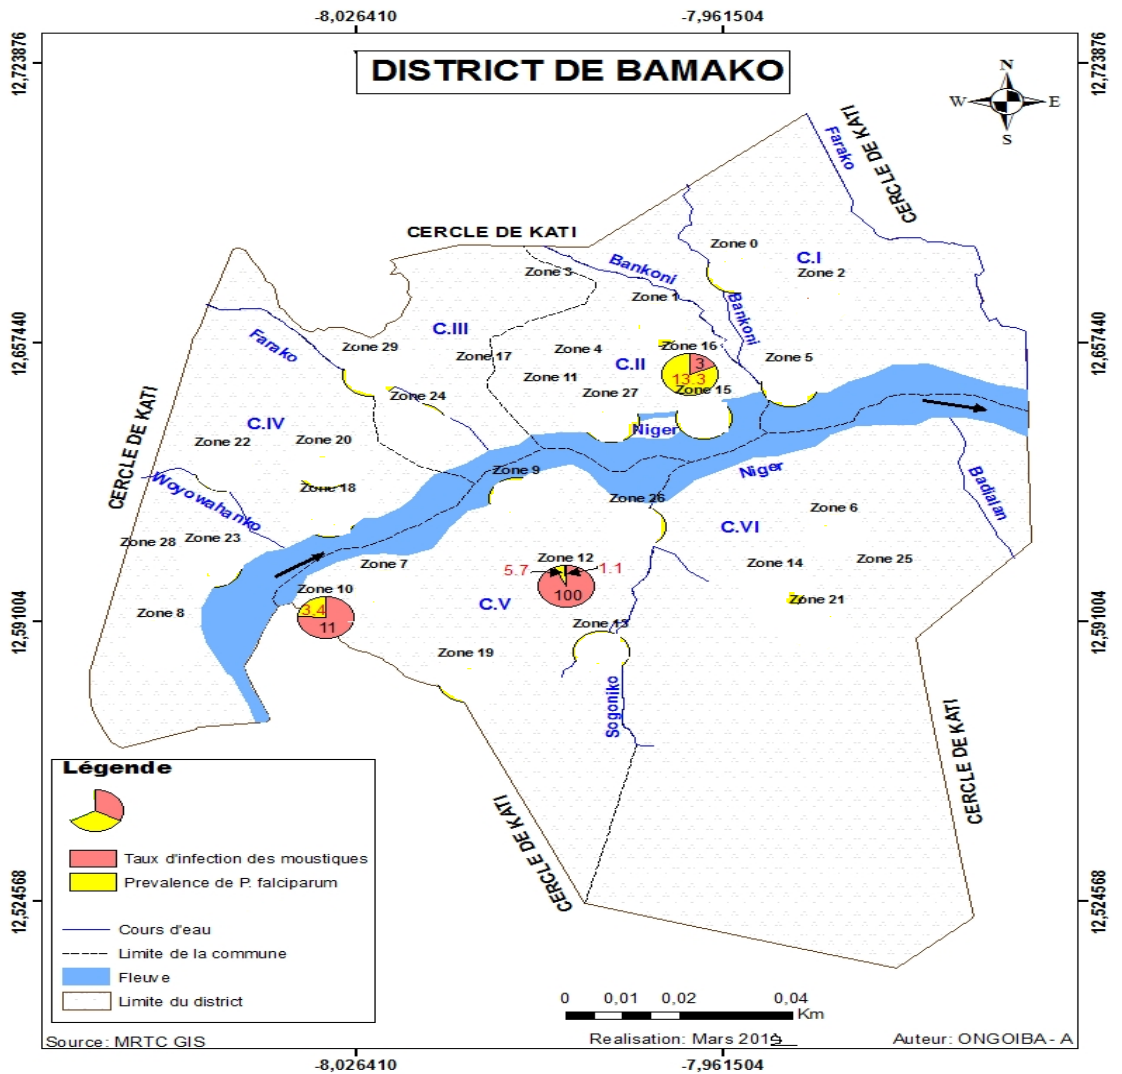 -8,026410
-7,961504
12,723876
12,723876
DISTRICT DE BAMAKO
N
W
E
S
CERCLE DE KATI
Farako
CERCLE DE KATI
Zone 0
C.I
Zone 2
Zone 3
Bankoni
Zone 1
Bankoni
12,657440
12,657440
C.III
Farako
Zone 29
Zone 17
Zone 4
Zone 16
Zone 5
C.II
3
13.3
Zone 11
Zone 27
Zone 15
Zone 24
CERCLE DE KATI
C.IV
Zone 22
Zone 20
Niger
Zone 9
Niger
Zone 18
Woyowahanko
Zone 26
Badialan
Zone 6
C.VI
Zone 28
Zone 23
Zone 7
Zone 12
Zone 14
Zone 25
5.7
1.1
100
Zone 10
3.4
11
C.V
Zone 21
Zone 8
Zone 13
12,591004
12,591004
Zone 19
Sogoniko
CERCLE DE KATI
CERCLE DE KATI
Légende
Taux d'infection des moustiques
Prevalence de P. falciparum
Cours d'eau
Limite de la commune
Fleuve
Limite du district
12,524568
12,524568
0 0,01 0,02 0,04
Km
Source: MRTC GIS
Realisation: Mars
Auteur: ONGOIBA - A
-8,026410
-7,961504